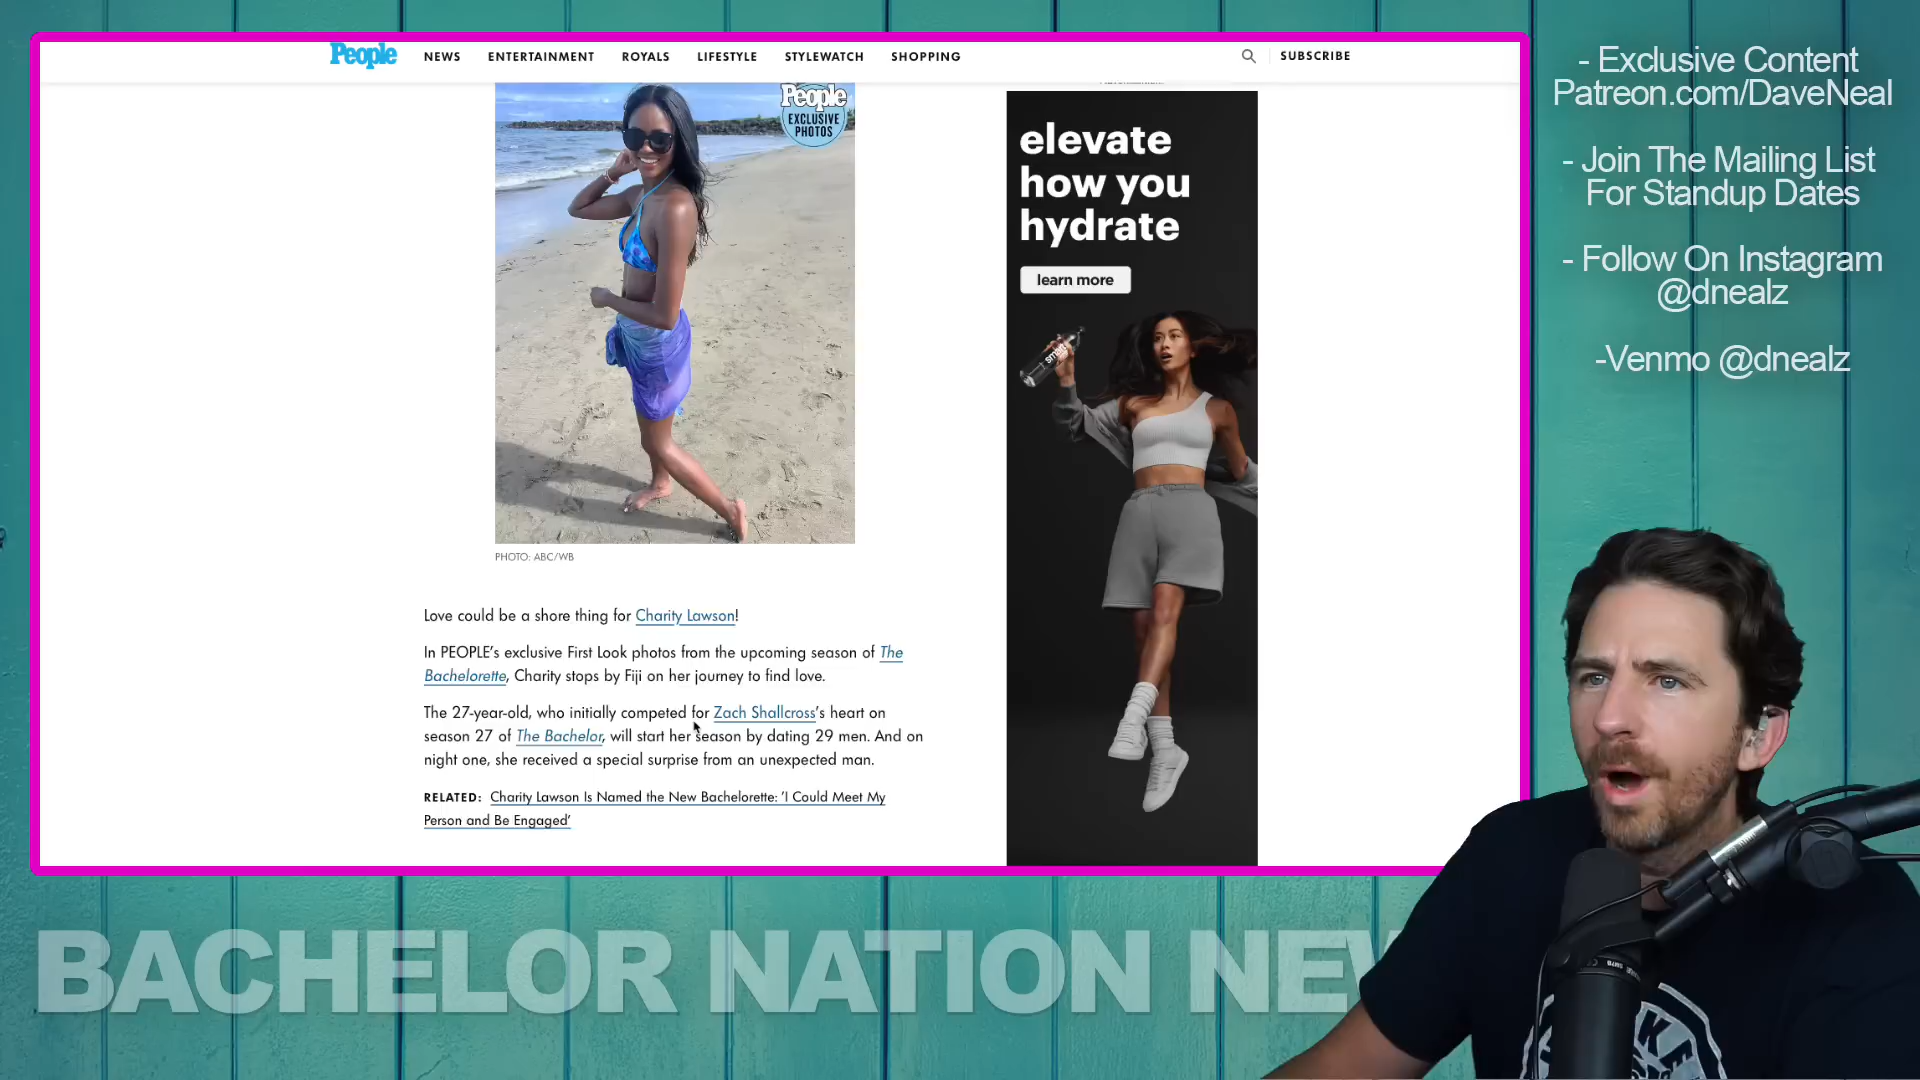 People
NEWS ENTERTAINMENT ROYALS LIFESTYLE STYLEWATCH SHOPPING SUBSCRIBE
People
EXCLUSIVE
PHOTOS
PHOTO: ABC/WB
Love could be a shore thing for Charity Lawson!
In PEOPLE's exclusive First Look photos from the upcoming season of The
Bachelorette, Charity stops by Fiji on her journey to find love.
The 27-year-old, who initially competed for Zach Shallcross's heart on
season 27 of The Bachelor, will start her season by dating 29 men. And on
night one, she received a special surprise from an unexpected man.
RELATED: Charity Lawson Is Named the New Bachelorette: 'I Could Meet My
Person and Be Engaged'
elevate
how you
hydrate
learn more
smart
- Exclusive Content
Patreon.com/DaveNeal
- Join The Mailing List
For Standup Dates
- Follow On Instagram
@dnealz
-Venmo @dnealz
BACHELOR NATION NE